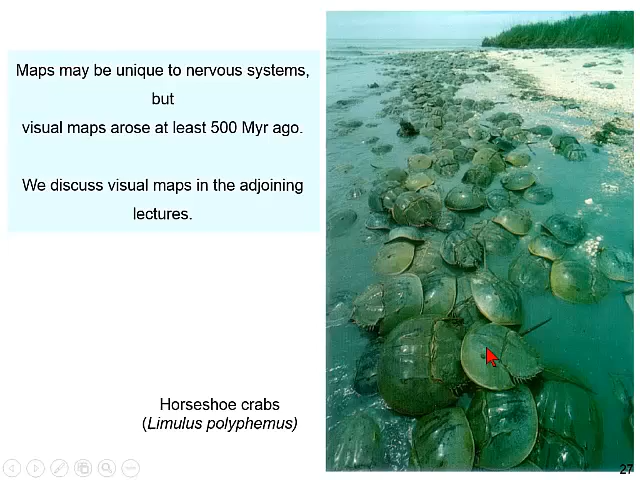 Maps may be unique to nervous systems,
but
visual maps arose at least 500 Myr ago.
We discuss visual maps in the adjoining
lectures.
Horseshoe crabs
(Limulus polyphemus)
27